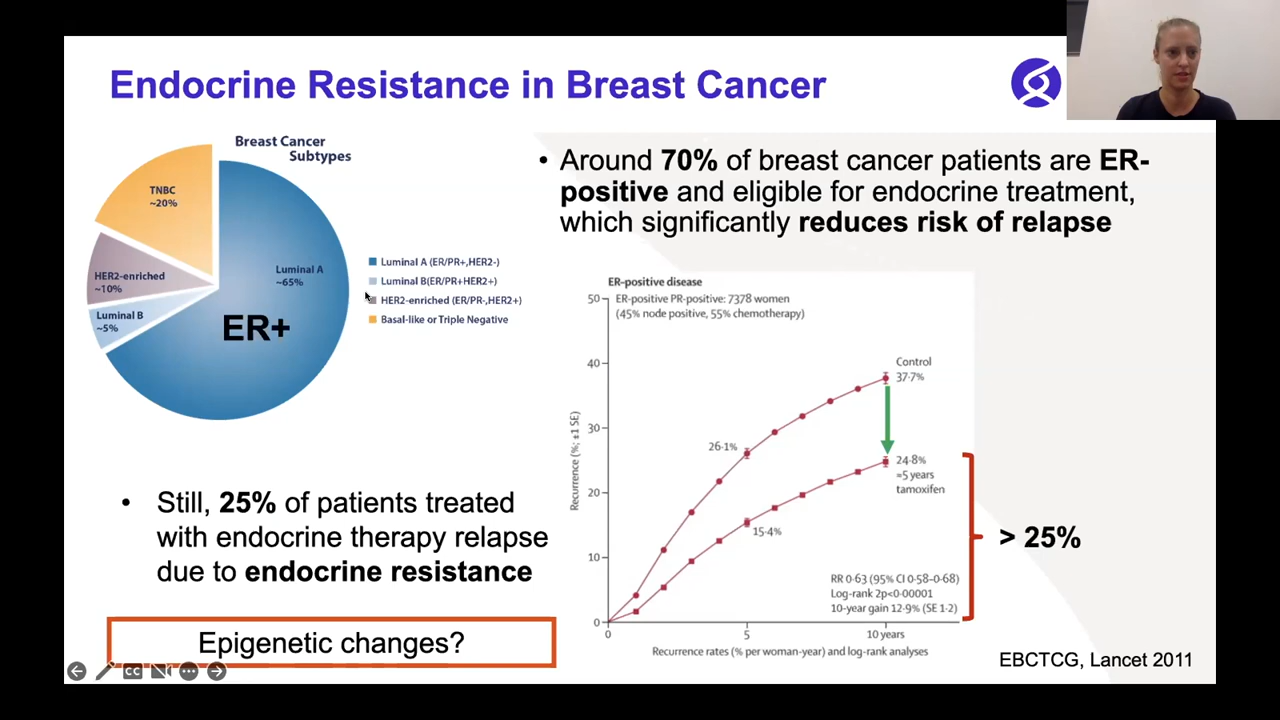 Endocrine Resistance in Breast Cancer
Breast Cancer
Subtypes
TNBC
~20%
HER2-enriched
~10%
Luminal B
~5%
Luminal A
~65%
ER+
Luminal A (ER/PR+,HER2-)
Luminal B(ER/PR+HER2+)
HER2-enriched (ER/PR-,HER2+)
Basal-like or Triple Negative
• Around 70% of breast cancer patients are ER-
positive and eligible for endocrine treatment,
which significantly reduces risk of relapse
ER-positive disease
ER-positive PR-positive: 7378 women
(45% node positive, 55% chemotherapy)
50
40
30
20
10
0
Recurrence (%; ±1 SE)
Control
37·7%
26·1%
24·8%
≈5 years
tamoxifen
15·4%
RR 0·63 (95% CI 0·58–0·68)
Log-rank 2p<0·00001
10-year gain 12·9% (SE 1·2)
0
5
10 years
Recurrence rates (% per woman-year) and log-rank analyses
> 25%
• Still, 25% of patients treated
with endocrine therapy relapse
due to endocrine resistance
Epigenetic changes?
CC
EBCTCG, Lancet 2011